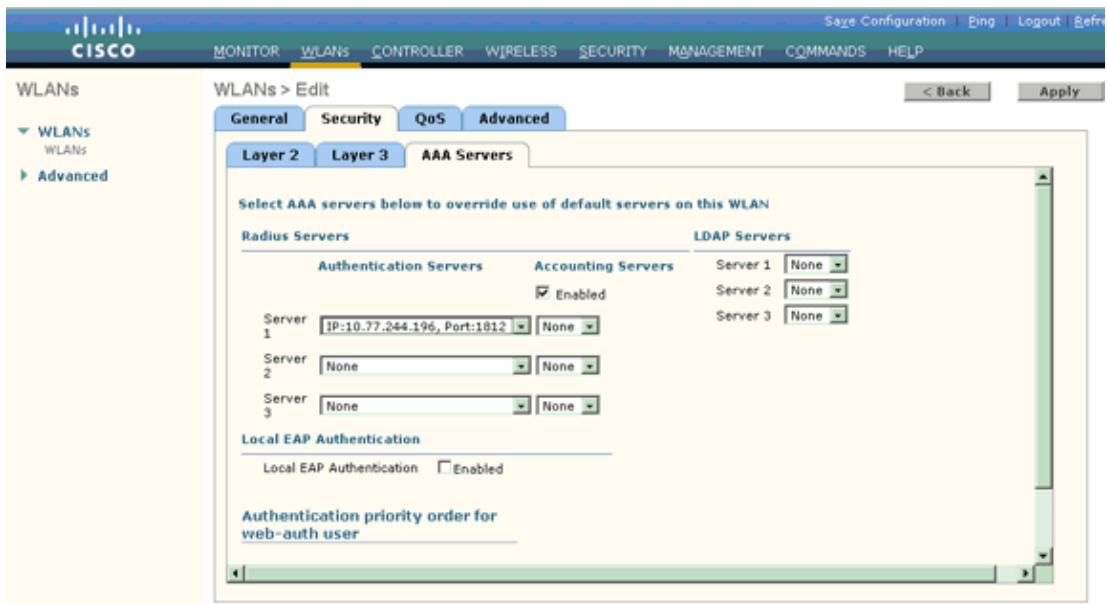 Save Configuration | Ping | Logout | Refre
CISCO
MONITOR WLANs CONTROLLER WIRELESS SECURITY MANAGEMENT COMMANDS HELP
WLANs
WLANs > Edit
< Back
Apply
WLANs
WLANs
Advanced
General Security QoS Advanced
Layer 2 Layer 3 AAA Servers
Select AAA servers below to override use of default servers on this WLAN
Radius Servers
LDAP Servers
Authentication Servers Accounting Servers
Server 1 None
Enabled
Server 2 None
Server 3 None
Server
1
IP:10.77.244.196, Port:1812 None
Server
2
None None
Server
3
None None
Local EAP Authentication
Local EAP Authentication Enabled
Authentication priority order for
web-auth user